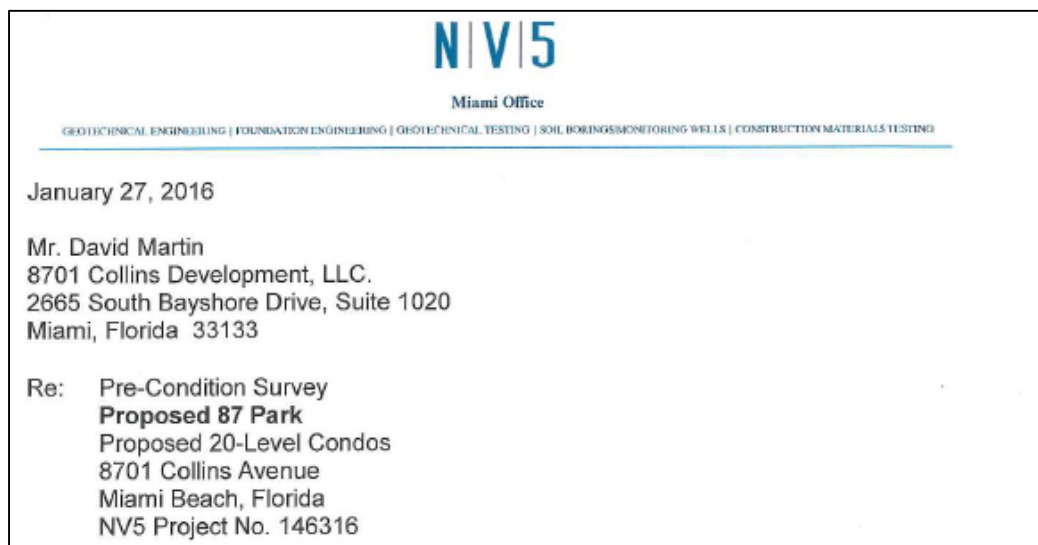 N|V|5
Miami Office
GEOTECHNICAL ENGINEERING | FOUNDATION ENGINEERING | GEOTECHNICAL TESTING | SOIL BORINGS/MONITORING WELLS | CONSTRUCTION MATERIALS TESTING
January 27, 2016
Mr. David Martin
8701 Collins Development, LLC.
2665 South Bayshore Drive, Suite 1020
Miami, Florida 33133
Re: Pre-Condition Survey
Proposed 87 Park
Proposed 20-Level Condos
8701 Collins Avenue
Miami Beach, Florida
NV5 Project No. 146316